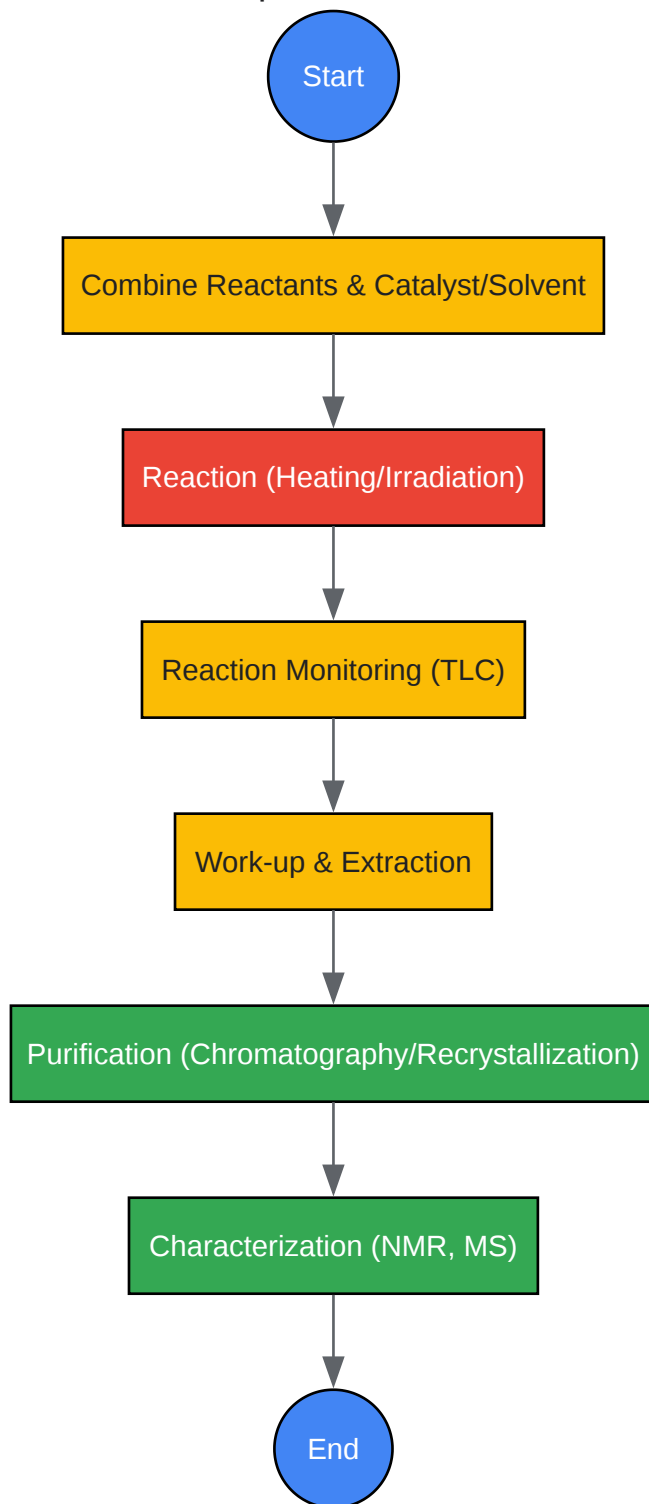 Start
Combine Reactants & Catalyst/Solvent
Reaction (Heating/Irradiation)
Reaction Monitoring (TLC)
Work-up & Extraction
Purification (Chromatography/Recrystallization)
Characterization (NMR, MS)
End